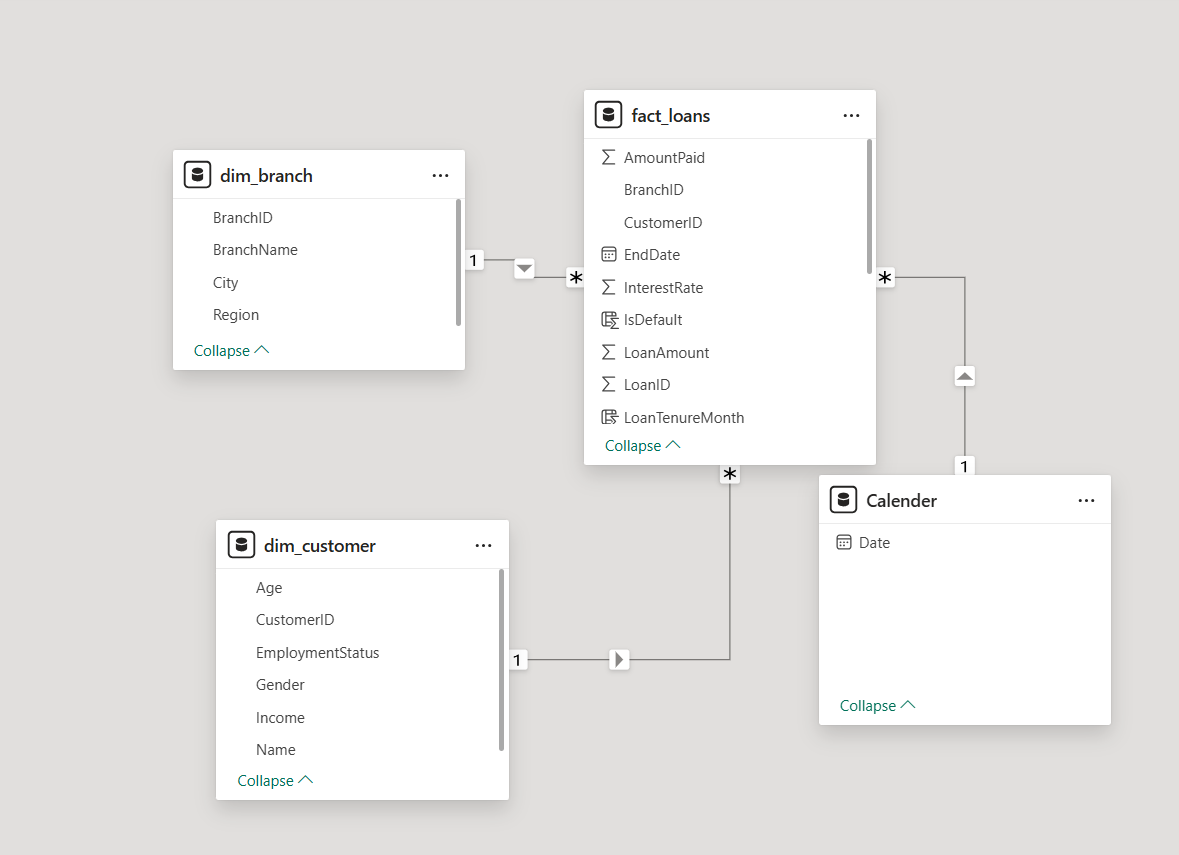 dim_branch
BranchID
BranchName
City
Region
Collapse
1
*
fact_loans
AmountPaid
BranchID
CustomerID
EndDate
InterestRate
IsDefault
LoanAmount
LoanID
LoanTenureMonth
Collapse
*
*
1
dim_customer
Age
CustomerID
EmploymentStatus
Gender
Income
Name
Collapse
1
Calender
Date
Collapse